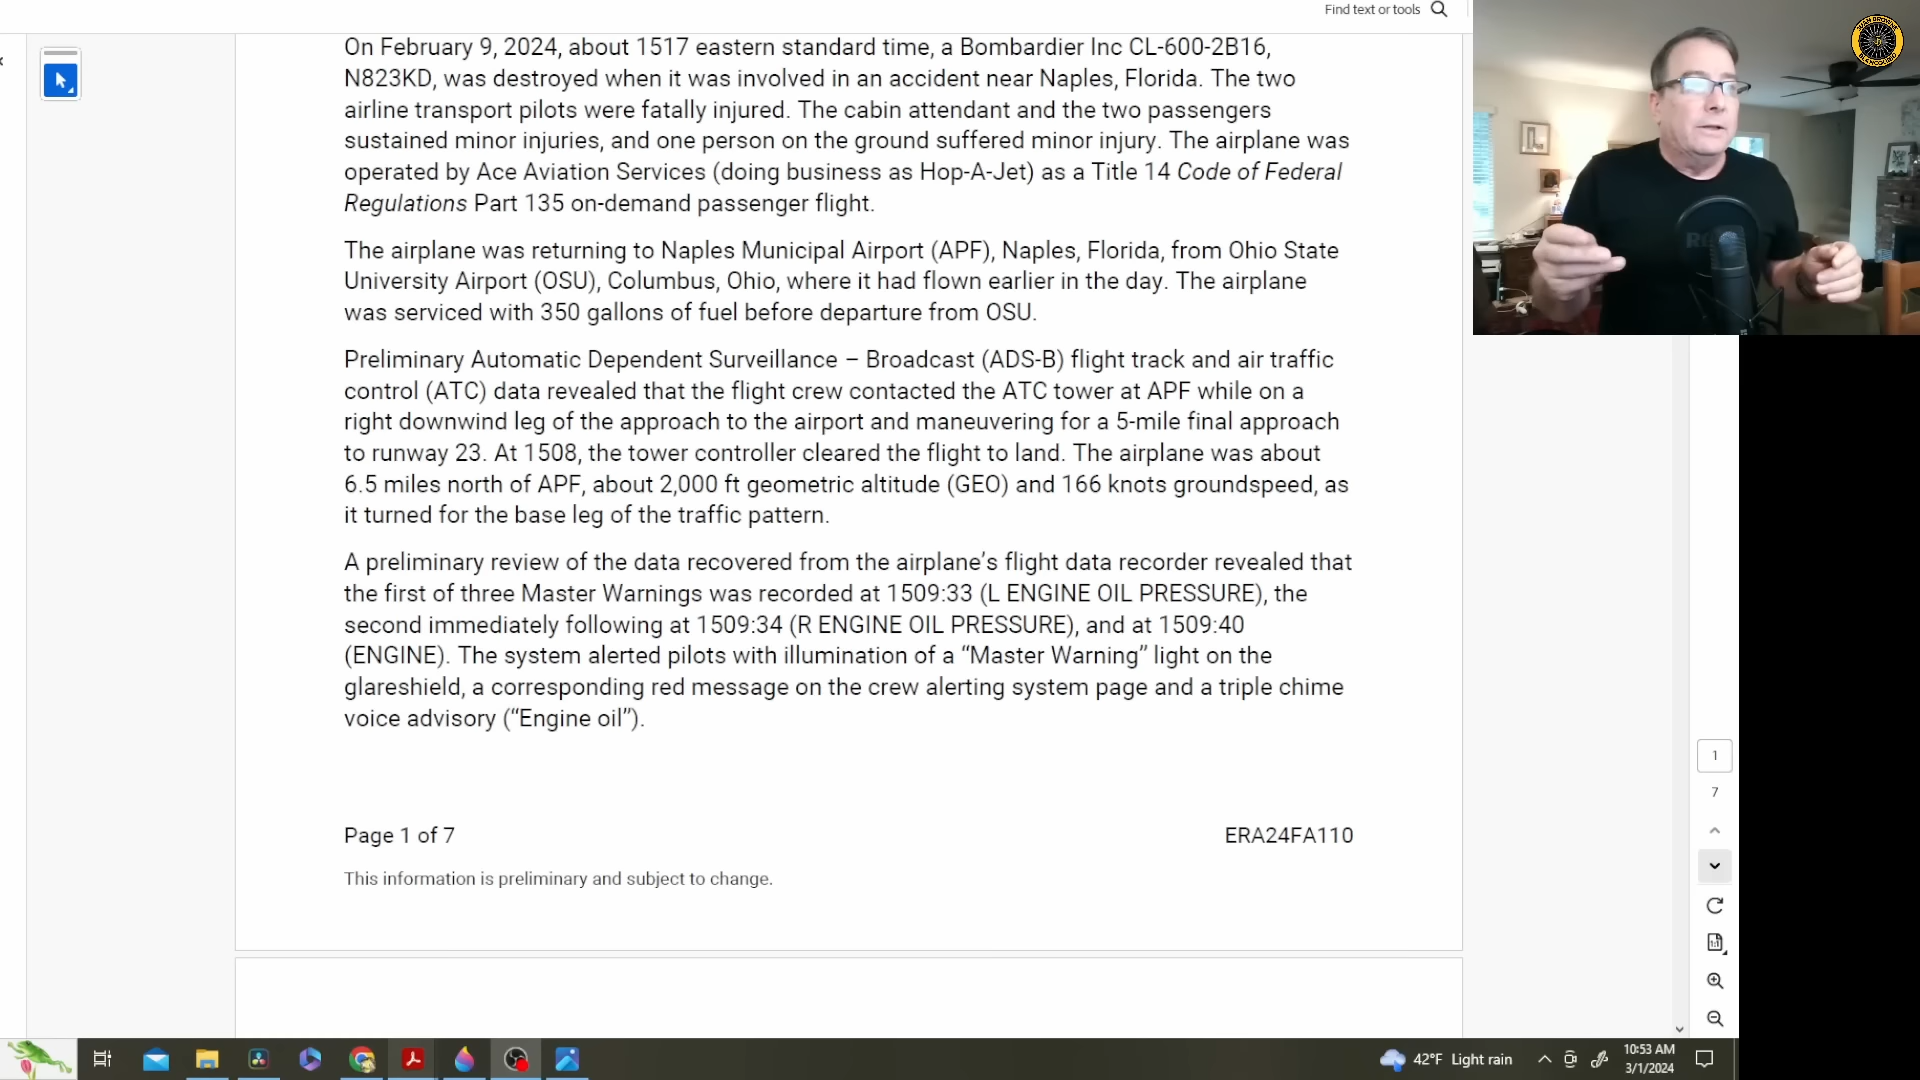 Find text or tools
On February 9, 2024, about 1517 eastern standard time, a Bombardier Inc CL-600-2B16,
N823KD, was destroyed when it was involved in an accident near Naples, Florida. The two
airline transport pilots were fatally injured. The cabin attendant and the two passengers
sustained minor injuries, and one person on the ground suffered minor injury. The airplane was
operated by Ace Aviation Services (doing business as Hop-A-Jet) as a Title 14 Code of Federal
Regulations Part 135 on-demand passenger flight.
The airplane was returning to Naples Municipal Airport (APF), Naples, Florida, from Ohio State
University Airport (OSU), Columbus, Ohio, where it had flown earlier in the day. The airplane
was serviced with 350 gallons of fuel before departure from OSU.
Preliminary Automatic Dependent Surveillance – Broadcast (ADS-B) flight track and air traffic
control (ATC) data revealed that the flight crew contacted the ATC tower at APF while on a
right downwind leg of the approach to the airport and maneuvering for a 5-mile final approach
to runway 23. At 1508, the tower controller cleared the flight to land. The airplane was about
6.5 miles north of APF, about 2,000 ft geometric altitude (GEO) and 166 knots groundspeed, as
it turned for the base leg of the traffic pattern.
A preliminary review of the data recovered from the airplane’s flight data recorder revealed that
the first of three Master Warnings was recorded at 1509:33 (L ENGINE OIL PRESSURE), the
second immediately following at 1509:34 (R ENGINE OIL PRESSURE), and at 1509:40
(ENGINE). The system alerted pilots with illumination of a “Master Warning” light on the
glareshield, a corresponding red message on the crew alerting system page and a triple chime
voice advisory (“Engine oil”).
Page 1 of 7 ERA24FA110
This information is preliminary and subject to change.
1
7
42°F Light rain
10:53 AM
3/1/2024